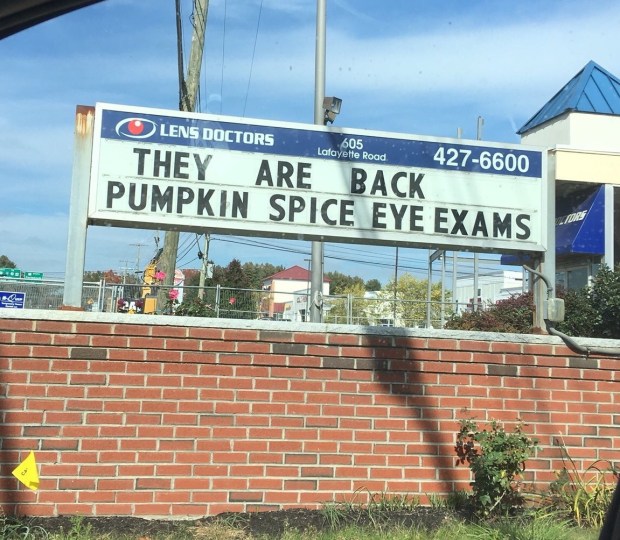 LENS DOCTORS
605
Lafayette Road
427-6600
THEY ARE BACK
PUMPKIN SPICE EYE EXAMS